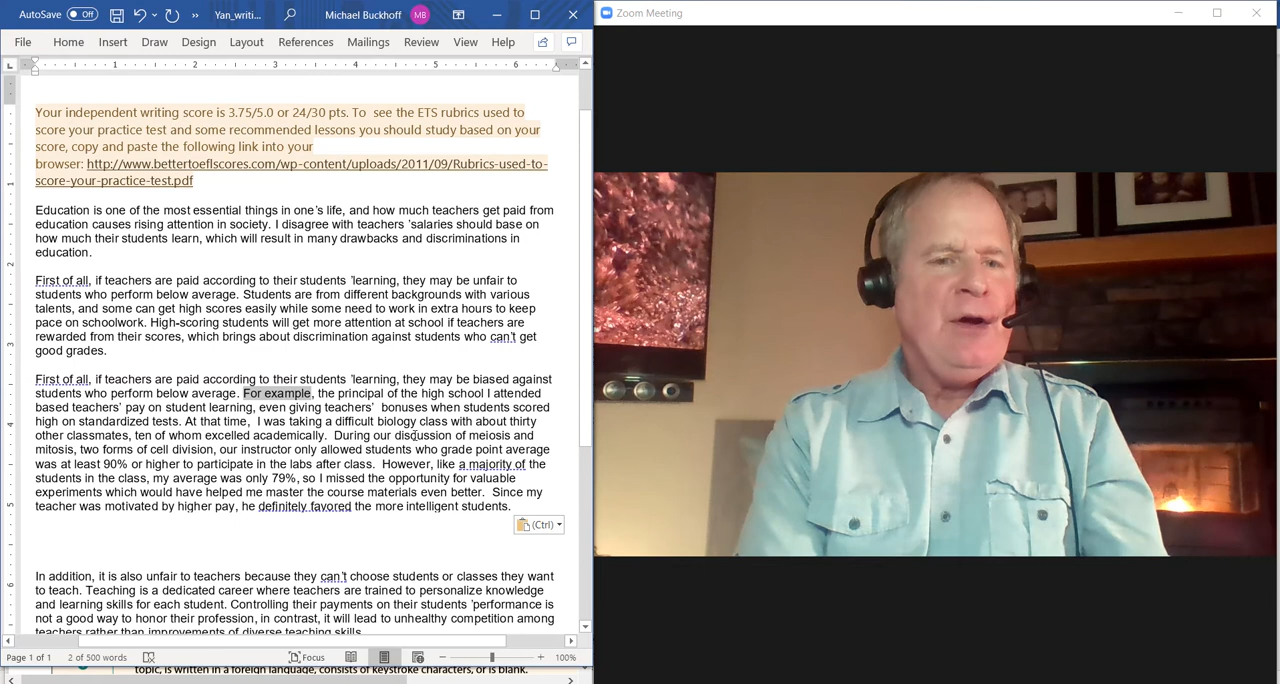 AutoSave Off Yan_writi... Michael Buckhoff MB
Zoom Meeting
File Home Insert Draw Design Layout References Mailings Review View Help
1 2 3 4 5 6
Your independent writing score is 3.75/5.0 or 24/30 pts. To see the ETS rubrics used to
score your practice test and some recommended lessons you should study based on your
score, copy and paste the following link into your
browser: http://www.bettertoeflscores.com/wp-content/uploads/2011/09/Rubrics-used-to-
score-your-practice-test.pdf
Education is one of the most essential things in one's life, and how much teachers get paid from
education causes rising attention in society. I disagree with teachers 'salaries should base on
how much their students learn, which will result in many drawbacks and discriminations in
education.
First of all, if teachers are paid according to their students 'learning, they may be unfair to
students who perform below average. Students are from different backgrounds with various
talents, and some can get high scores easily while some need to work in extra hours to keep
pace on schoolwork. High-scoring students will get more attention at school if teachers are
rewarded from their scores, which brings about discrimination against students who can't get
good grades.
First of all, if teachers are paid according to their students 'learning, they may be biased against
students who perform below average. For example, the principal of the high school I attended
based teachers' pay on student learning, even giving teachers' bonuses when students scored
high on standardized tests. At that time, I was taking a difficult biology class with about thirty
other classmates, ten of whom excelled academically. During our discussion of meiosis and
mitosis, two forms of cell division, our instructor only allowed students who grade point average
was at least 90% or higher to participate in the labs after class. However, like a majority of the
students in the class, my average was only 79%, so I missed the opportunity for valuable
experiments which would have helped me master the course materials even better. Since my
teacher was motivated by higher pay, he definitely favored the more intelligent students.
(Ctrl)
In addition, it is also unfair to teachers because they can't choose students or classes they want
to teach. Teaching is a dedicated career where teachers are trained to personalize knowledge
and learning skills for each student. Controlling their payments on their students 'performance is
not a good way to honor their profession, in contrast, it will lead to unhealthy competition among
teachers rather than improvements of diverse teaching skills.
Page 1 of 1 2 of 500 words Focus 100%
topic, is written in a foreign language, consists of keystroke characters, or is blank.